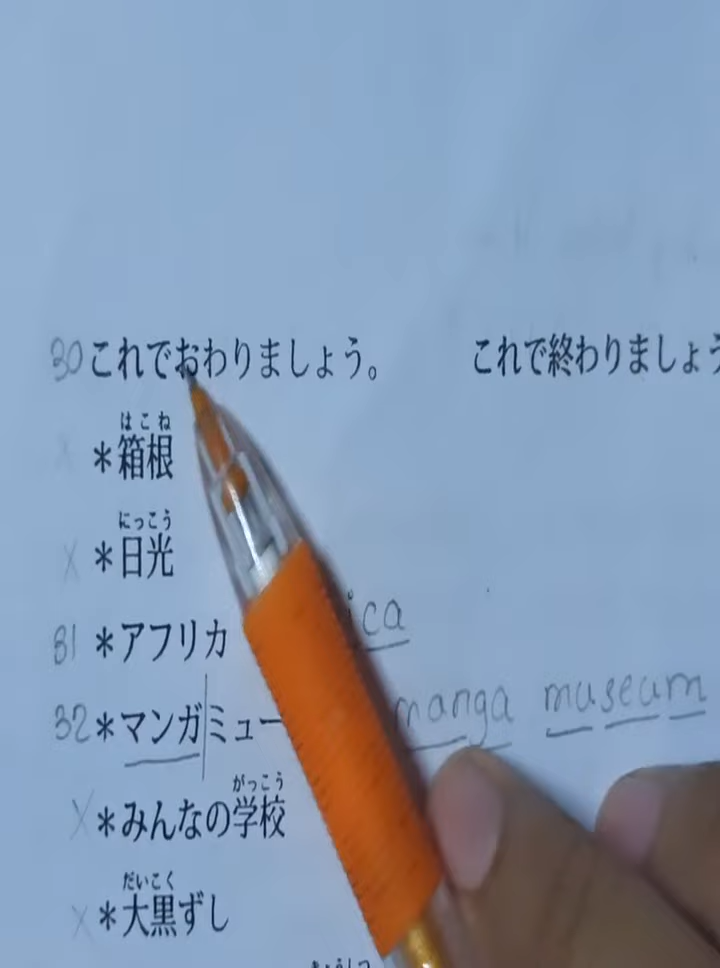 30 これでおわりましょう。 これで終わりましょう
はこね
x *箱根
にっこう
x *日光
31 *アフリカ ica
32 *マンガミュー manga museum
がっこう
x *みんなの学校
だいこく
x *大黒ずし